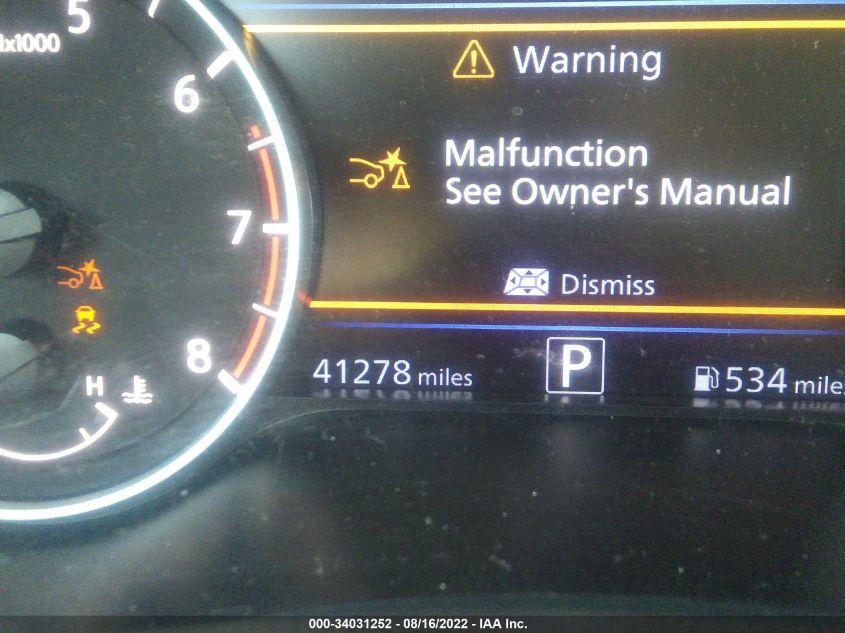 5
x1000
6
Warning
Malfunction
See Owner's Manual
7
Dismiss
8
H
41278 miles
P
534 miles
000-34031252 - 08/16/2022 - IAA Inc.